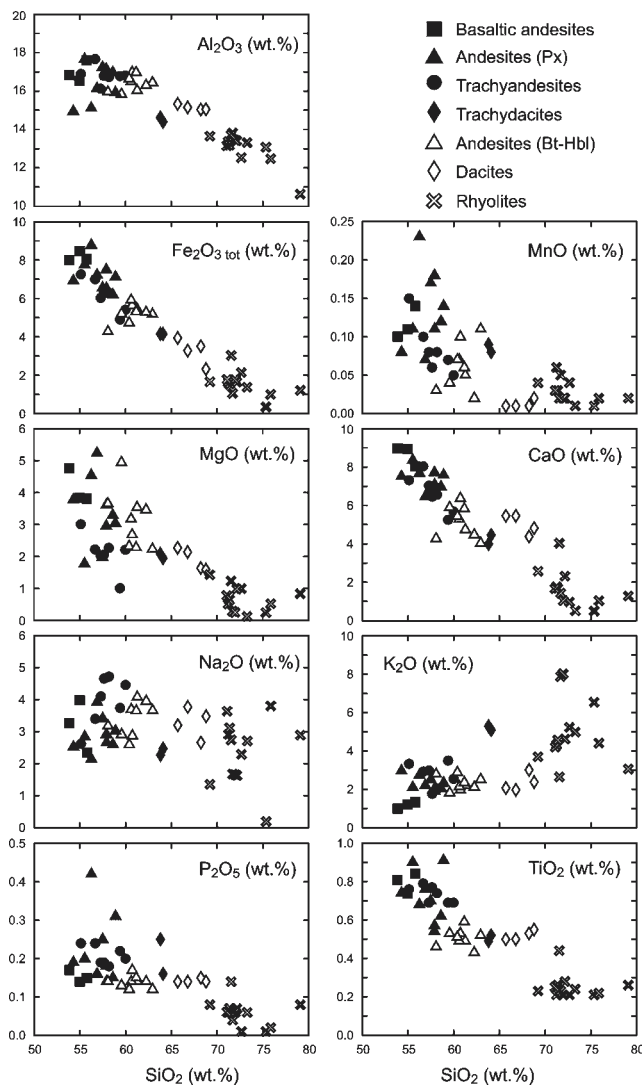 Al2O3 (wt.%)
18
16
14
12
10
Basaltic andesites
Andesites (Px)
Trachyandesites
Trachydacites
Andesites (Bt-Hbl)
Dacites
Rhyolites
Fe2O3 tot (wt.%)
10
8
6
4
2
0
MnO (wt.%)
0.25
0.20
0.15
0.10
0.05
0.00
MgO (wt.%)
6
5
4
3
2
1
0
CaO (wt.%)
10
8
6
4
2
0
Na2O (wt.%)
6
5
4
3
2
1
0
K2O (wt.%)
10
8
6
4
2
0
P2O5 (wt.%)
0.5
0.4
0.3
0.2
0.1
0.0
50 55 60 65 70 75 80
SiO2 (wt.%)
TiO2 (wt.%)
1.0
0.8
0.6
0.4
0.2
0.0
50 55 60 65 70 75 80
SiO2 (wt.%)